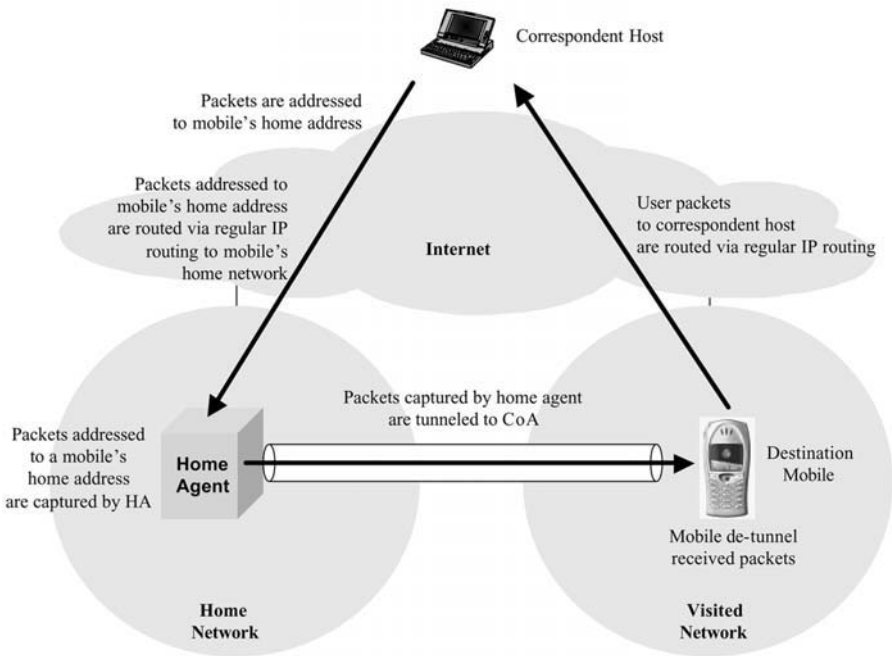 Correspondent Host
Packets are addressed
to mobile's home address
Packets addressed to
mobile's home address
are routed via regular IP
routing to mobile's
home network
Internet
User packets
to correspondent host
are routed via regular IP routing
Packets captured by home agent
are tunneled to CoA
Packets addressed
to a mobile's
home address
are captured by HA
Home
Agent
Destination
Mobile
Mobile de-tunnel
received packets
Home
Network
Visited
Network